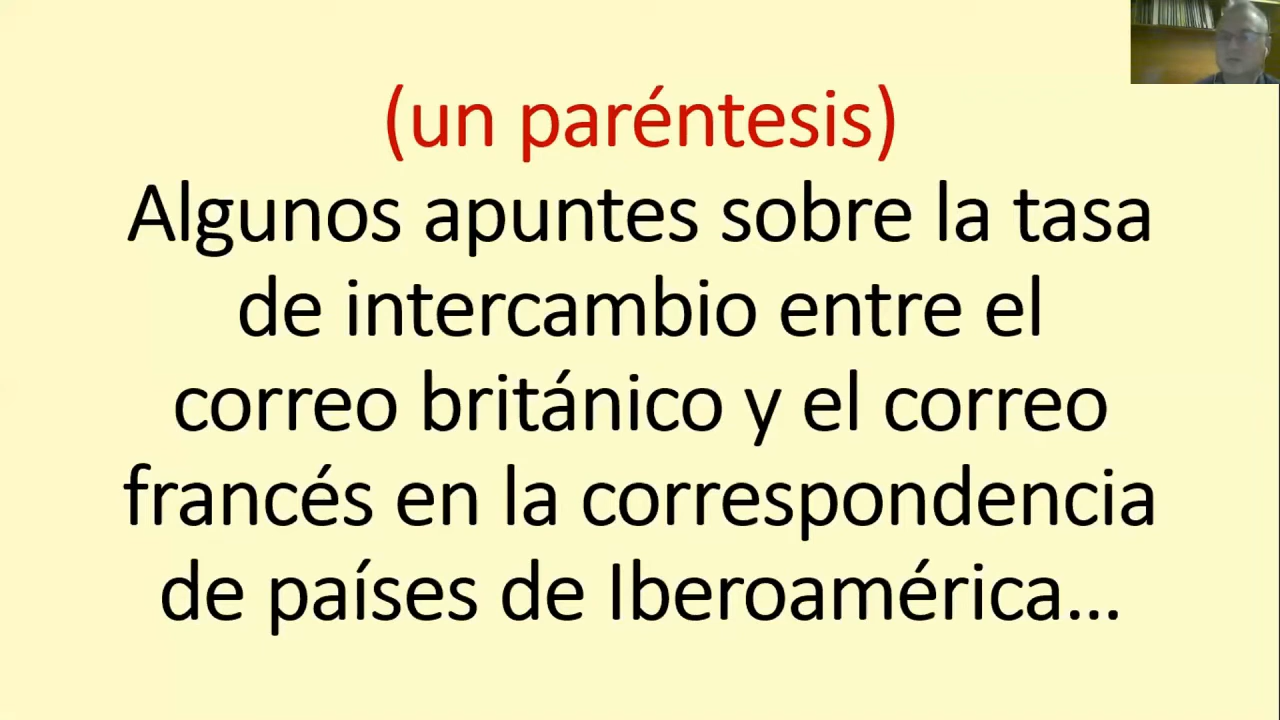 (un paréntesis)
Algunos apuntes sobre la tasa
de intercambio entre el
correo británico y el correo
francés en la correspondencia
de países de Iberoamérica...